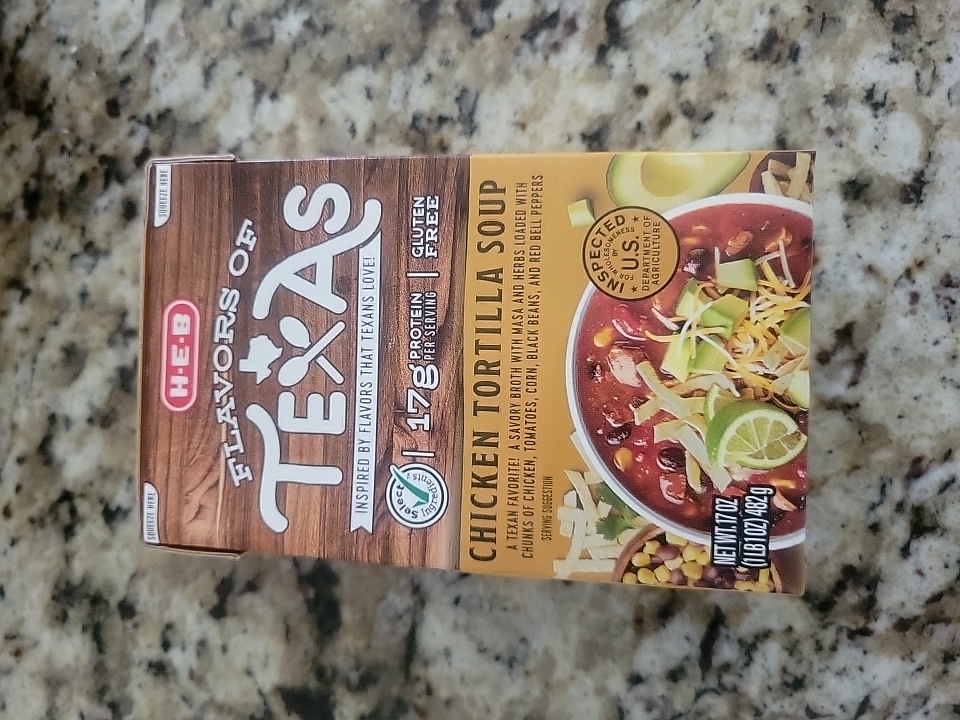 SQUEEZE HERE
SQUEEZE HERE
H-E-B
FLAVORS OF
TEXAS
INSPIRED BY FLAVORS THAT TEXANS LOVE!
Select Ingredients
17g PROTEIN PER SERVING
GLUTEN FREE
CHICKEN TORTILLA SOUP
A TEXAN FAVORITE! A SAVORY BROTH WITH MASA AND HERBS LOADED WITH
CHUNKS OF CHICKEN, TOMATOES, CORN, BLACK BEANS, AND RED BELL PEPPERS
SERVING SUGGESTION
INSPECTED
FOR WHOLESOMENESS
BY
U.S.
DEPARTMENT OF
AGRICULTURE
NET WT. 17 OZ
(1 LB 1 OZ) 482g